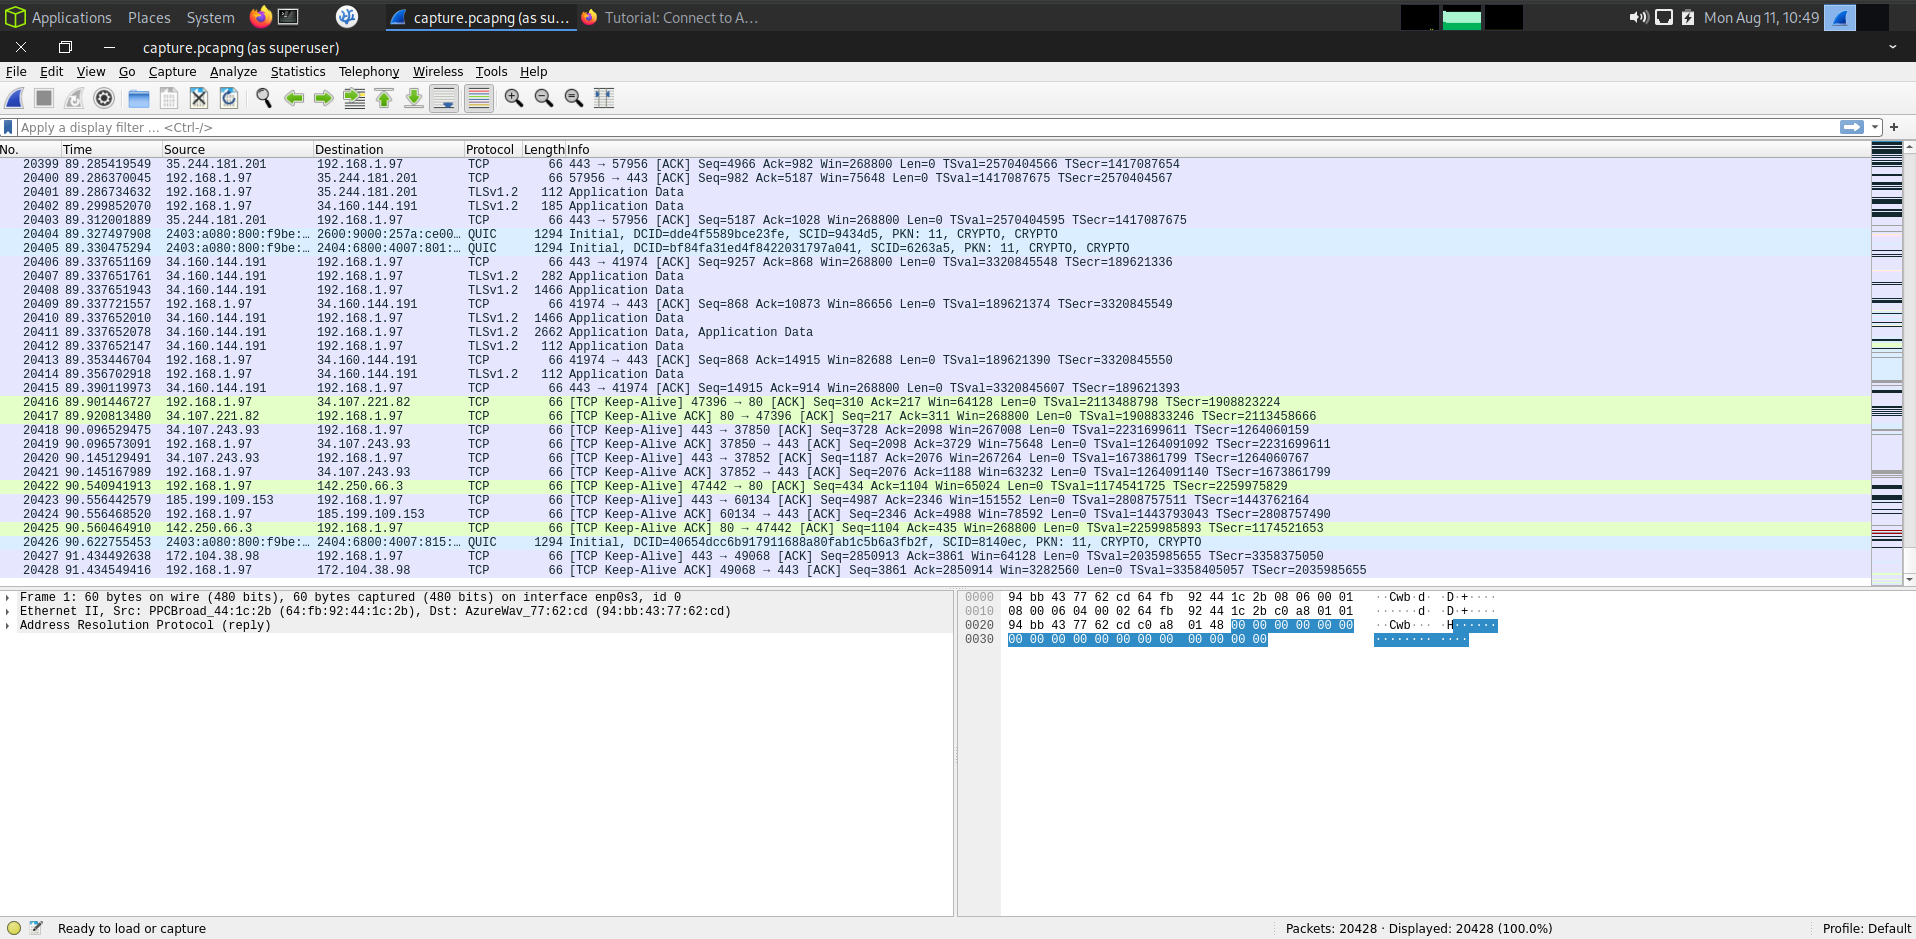 Applications Places System capture.pcapng (as su... Tutorial: Connect to A... Mon Aug 11, 10:49
capture.pcapng (as superuser)
File Edit View Go Capture Analyze Statistics Telephony Wireless Tools Help
Apply a display filter ... <Ctrl-/>
No. Time Source Destination Protocol Length Info
20399 89.285419549 35.244.181.201 192.168.1.97 TCP 66 443 → 57956 [ACK] Seq=4966 Ack=982 Win=268800 Len=0 TSval=2570404566 TSecr=1417087654
20400 89.286370045 192.168.1.97 35.244.181.201 TCP 66 57956 → 443 [ACK] Seq=982 Ack=5187 Win=75648 Len=0 TSval=1417087675 TSecr=2570404567
20401 89.286734632 192.168.1.97 35.244.181.201 TLSv1.2 112 Application Data
20402 89.299852070 192.168.1.97 34.160.144.191 TLSv1.2 185 Application Data
20403 89.312001889 35.244.181.201 192.168.1.97 TCP 66 443 → 57956 [ACK] Seq=5187 Ack=1028 Win=268800 Len=0 TSval=2570404595 TSecr=1417087675
20404 89.327497908 2403:a080:800:f9be:... 2600:9000:257a:ce00... QUIC 1294 Initial, DCID=dde4f5589bce23fe, SCID=9434d5, PKN: 11, CRYPTO, CRYPTO
20405 89.330475294 2403:a080:800:f9be:... 2404:6800:4007:801:... QUIC 1294 Initial, DCID=bf84fa31ed4f8422031797a041, SCID=6263a5, PKN: 11, CRYPTO, CRYPTO
20406 89.337651169 34.160.144.191 192.168.1.97 TCP 66 443 → 41974 [ACK] Seq=9257 Ack=868 Win=268800 Len=0 TSval=3320845548 TSecr=189621336
20407 89.337651761 34.160.144.191 192.168.1.97 TLSv1.2 282 Application Data
20408 89.337651943 34.160.144.191 192.168.1.97 TLSv1.2 1466 Application Data
20409 89.337721557 192.168.1.97 34.160.144.191 TCP 66 41974 → 443 [ACK] Seq=868 Ack=10873 Win=86656 Len=0 TSval=189621374 TSecr=3320845549
20410 89.337652010 34.160.144.191 192.168.1.97 TLSv1.2 1466 Application Data
20411 89.337652078 34.160.144.191 192.168.1.97 TLSv1.2 2662 Application Data, Application Data
20412 89.337652147 34.160.144.191 192.168.1.97 TLSv1.2 112 Application Data
20413 89.353446704 192.168.1.97 34.160.144.191 TCP 66 41974 → 443 [ACK] Seq=868 Ack=14915 Win=82688 Len=0 TSval=189621390 TSecr=3320845550
20414 89.356702918 192.168.1.97 34.160.144.191 TLSv1.2 112 Application Data
20415 89.390119973 34.160.144.191 192.168.1.97 TCP 66 443 → 41974 [ACK] Seq=14915 Ack=914 Win=268800 Len=0 TSval=3320845607 TSecr=189621393
20416 89.901446727 192.168.1.97 34.107.221.82 TCP 66 [TCP Keep-Alive] 47396 → 80 [ACK] Seq=310 Ack=217 Win=64128 Len=0 TSval=2113488798 TSecr=1908823224
20417 89.920813480 34.107.221.82 192.168.1.97 TCP 66 [TCP Keep-Alive ACK] 80 → 47396 [ACK] Seq=217 Ack=311 Win=268800 Len=0 TSval=1908833246 TSecr=2113458666
20418 90.096529475 34.107.243.93 192.168.1.97 TCP 66 [TCP Keep-Alive] 443 → 37850 [ACK] Seq=3728 Ack=2098 Win=267008 Len=0 TSval=2231699611 TSecr=1264060159
20419 90.096573091 192.168.1.97 34.107.243.93 TCP 66 [TCP Keep-Alive ACK] 37850 → 443 [ACK] Seq=2098 Ack=3729 Win=75648 Len=0 TSval=1264091092 TSecr=2231699611
20420 90.145129491 34.107.243.93 192.168.1.97 TCP 66 [TCP Keep-Alive] 443 → 37852 [ACK] Seq=1187 Ack=2076 Win=267264 Len=0 TSval=1673861799 TSecr=1264060767
20421 90.145167989 192.168.1.97 34.107.243.93 TCP 66 [TCP Keep-Alive ACK] 37852 → 443 [ACK] Seq=2076 Ack=1188 Win=63232 Len=0 TSval=1264091140 TSecr=1673861799
20422 90.540941913 192.168.1.97 142.250.66.3 TCP 66 [TCP Keep-Alive] 47442 → 80 [ACK] Seq=434 Ack=1104 Win=65024 Len=0 TSval=1174541725 TSecr=2259975829
20423 90.556442579 185.199.109.153 192.168.1.97 TCP 66 [TCP Keep-Alive] 443 → 60134 [ACK] Seq=4987 Ack=2346 Win=151552 Len=0 TSval=2808757511 TSecr=1443762164
20424 90.556468520 192.168.1.97 185.199.109.153 TCP 66 [TCP Keep-Alive ACK] 60134 → 443 [ACK] Seq=2346 Ack=4988 Win=78592 Len=0 TSval=1443793043 TSecr=2808757490
20425 90.560464910 142.250.66.3 192.168.1.97 TCP 66 [TCP Keep-Alive ACK] 80 → 47442 [ACK] Seq=1104 Ack=435 Win=268800 Len=0 TSval=2259985893 TSecr=1174521653
20426 90.622755453 2403:a080:800:f9be:... 2404:6800:4007:815:... QUIC 1294 Initial, DCID=40654dcc6b917911688a80fab1c5b6a3fb2f, SCID=8140ec, PKN: 11, CRYPTO, CRYPTO
20427 91.434492638 172.104.38.98 192.168.1.97 TCP 66 [TCP Keep-Alive] 443 → 49068 [ACK] Seq=2850913 Ack=3861 Win=64128 Len=0 TSval=2035985655 TSecr=3358375050
20428 91.434549416 192.168.1.97 172.104.38.98 TCP 66 [TCP Keep-Alive ACK] 49068 → 443 [ACK] Seq=3861 Ack=2850914 Win=3282560 Len=0 TSval=3358405057 TSecr=2035985655
Frame 1: 60 bytes on wire (480 bits), 60 bytes captured (480 bits) on interface enp0s3, id 0
Ethernet II, Src: PPCBroad_44:1c:2b (64:fb:92:44:1c:2b), Dst: AzureWav_77:62:cd (94:bb:43:77:62:cd)
Address Resolution Protocol (reply)
0000 94 bb 43 77 62 cd 64 fb 92 44 1c 2b 08 06 00 01 ··Cwb·d· ·D·+····
0010 08 00 06 04 00 02 64 fb 92 44 1c 2b c0 a8 01 01 ······d· ·D·+····
0020 94 bb 43 77 62 cd c0 a8 01 48 00 00 00 00 00 00 ··Cwb··· ·H······
0030 00 00 00 00 00 00 00 00 00 00 00 00 ········ ····
Ready to load or capture Packets: 20428 · Displayed: 20428 (100.0%) Profile: Default